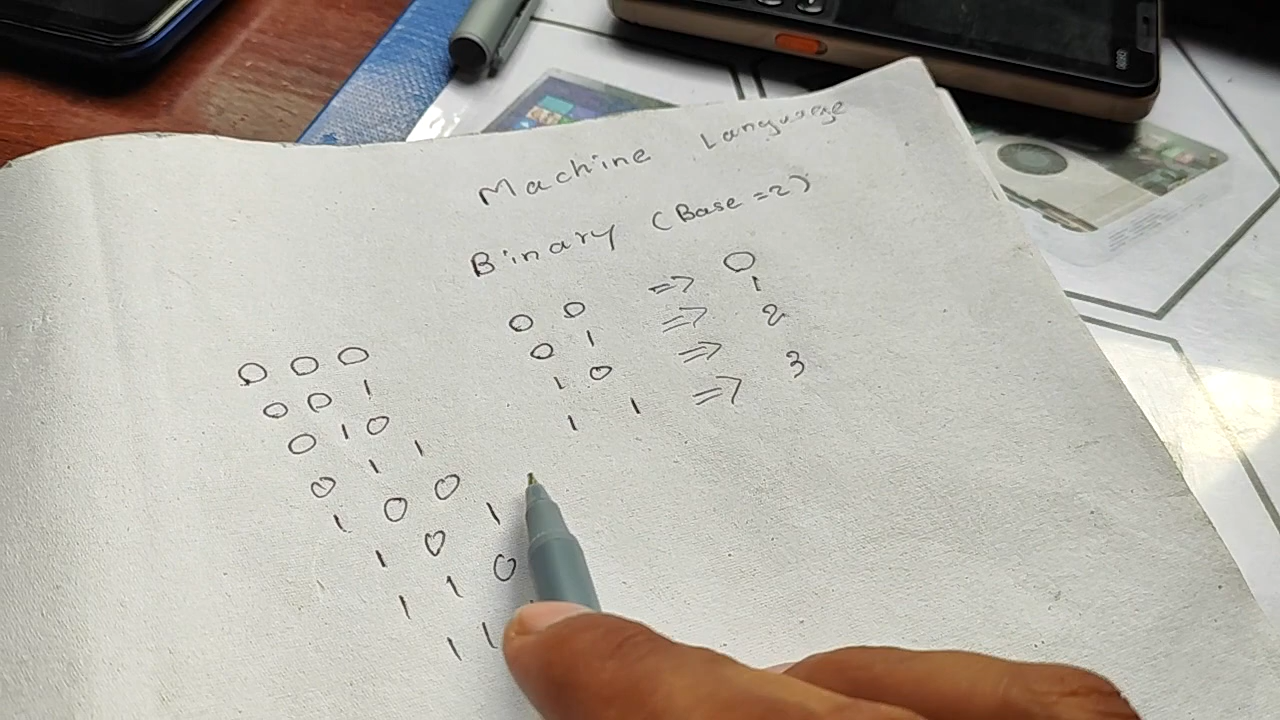 Machine Language
Binary (Base = 2)
0 0 => 0
0 1 => 1
1 0 => 2
1 1 => 3
0 0 0
0 0 1
0 1 0
0 1 1
1 0 0
1 0 1
1 1 0
1 1